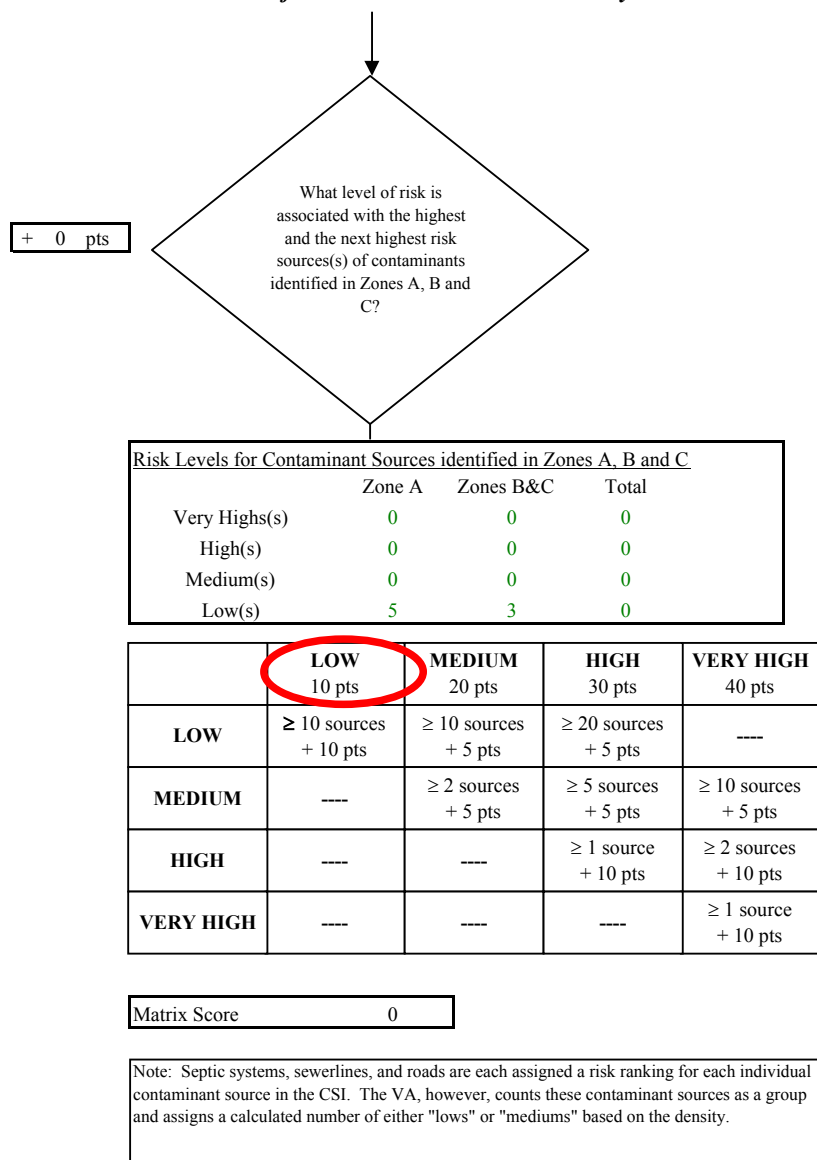 What level of risk is
associated with the highest
and the next highest risk
sources(s) of contaminants
identified in Zones A, B and
C?
+ 0 pts
Risk Levels for Contaminant Sources identified in Zones A, B and C
Zone A Zones B&C Total
Very Highs(s) 0 0 0
High(s) 0 0 0
Medium(s) 0 0 0
Low(s) 5 3 0
LOW MEDIUM HIGH VERY HIGH
10 pts 20 pts 30 pts 40 pts
LOW ≥ 10 sources ≥ 10 sources ≥ 20 sources ----
+ 10 pts + 5 pts + 5 pts
MEDIUM ---- ≥ 2 sources ≥ 5 sources ≥ 10 sources
+ 5 pts + 5 pts + 5 pts
HIGH ---- ---- ≥ 1 source ≥ 2 sources
+ 10 pts + 10 pts
VERY HIGH ---- ---- ---- ≥ 1 source
+ 10 pts
Matrix Score 0
Note: Septic systems, sewerlines, and roads are each assigned a risk ranking for each individual
contaminant source in the CSI. The VA, however, counts these contaminant sources as a group
and assigns a calculated number of either "lows" or "mediums" based on the density.